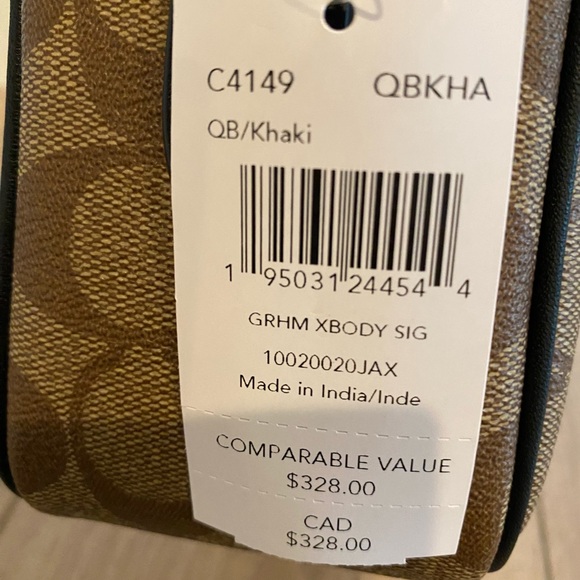 C4149 QBKHA
QB/Khaki
1 95031 24454 4
GRHM XBODY SIG
10020020JAX
Made in India/Inde
COMPARABLE VALUE
$328.00
CAD
$328.00